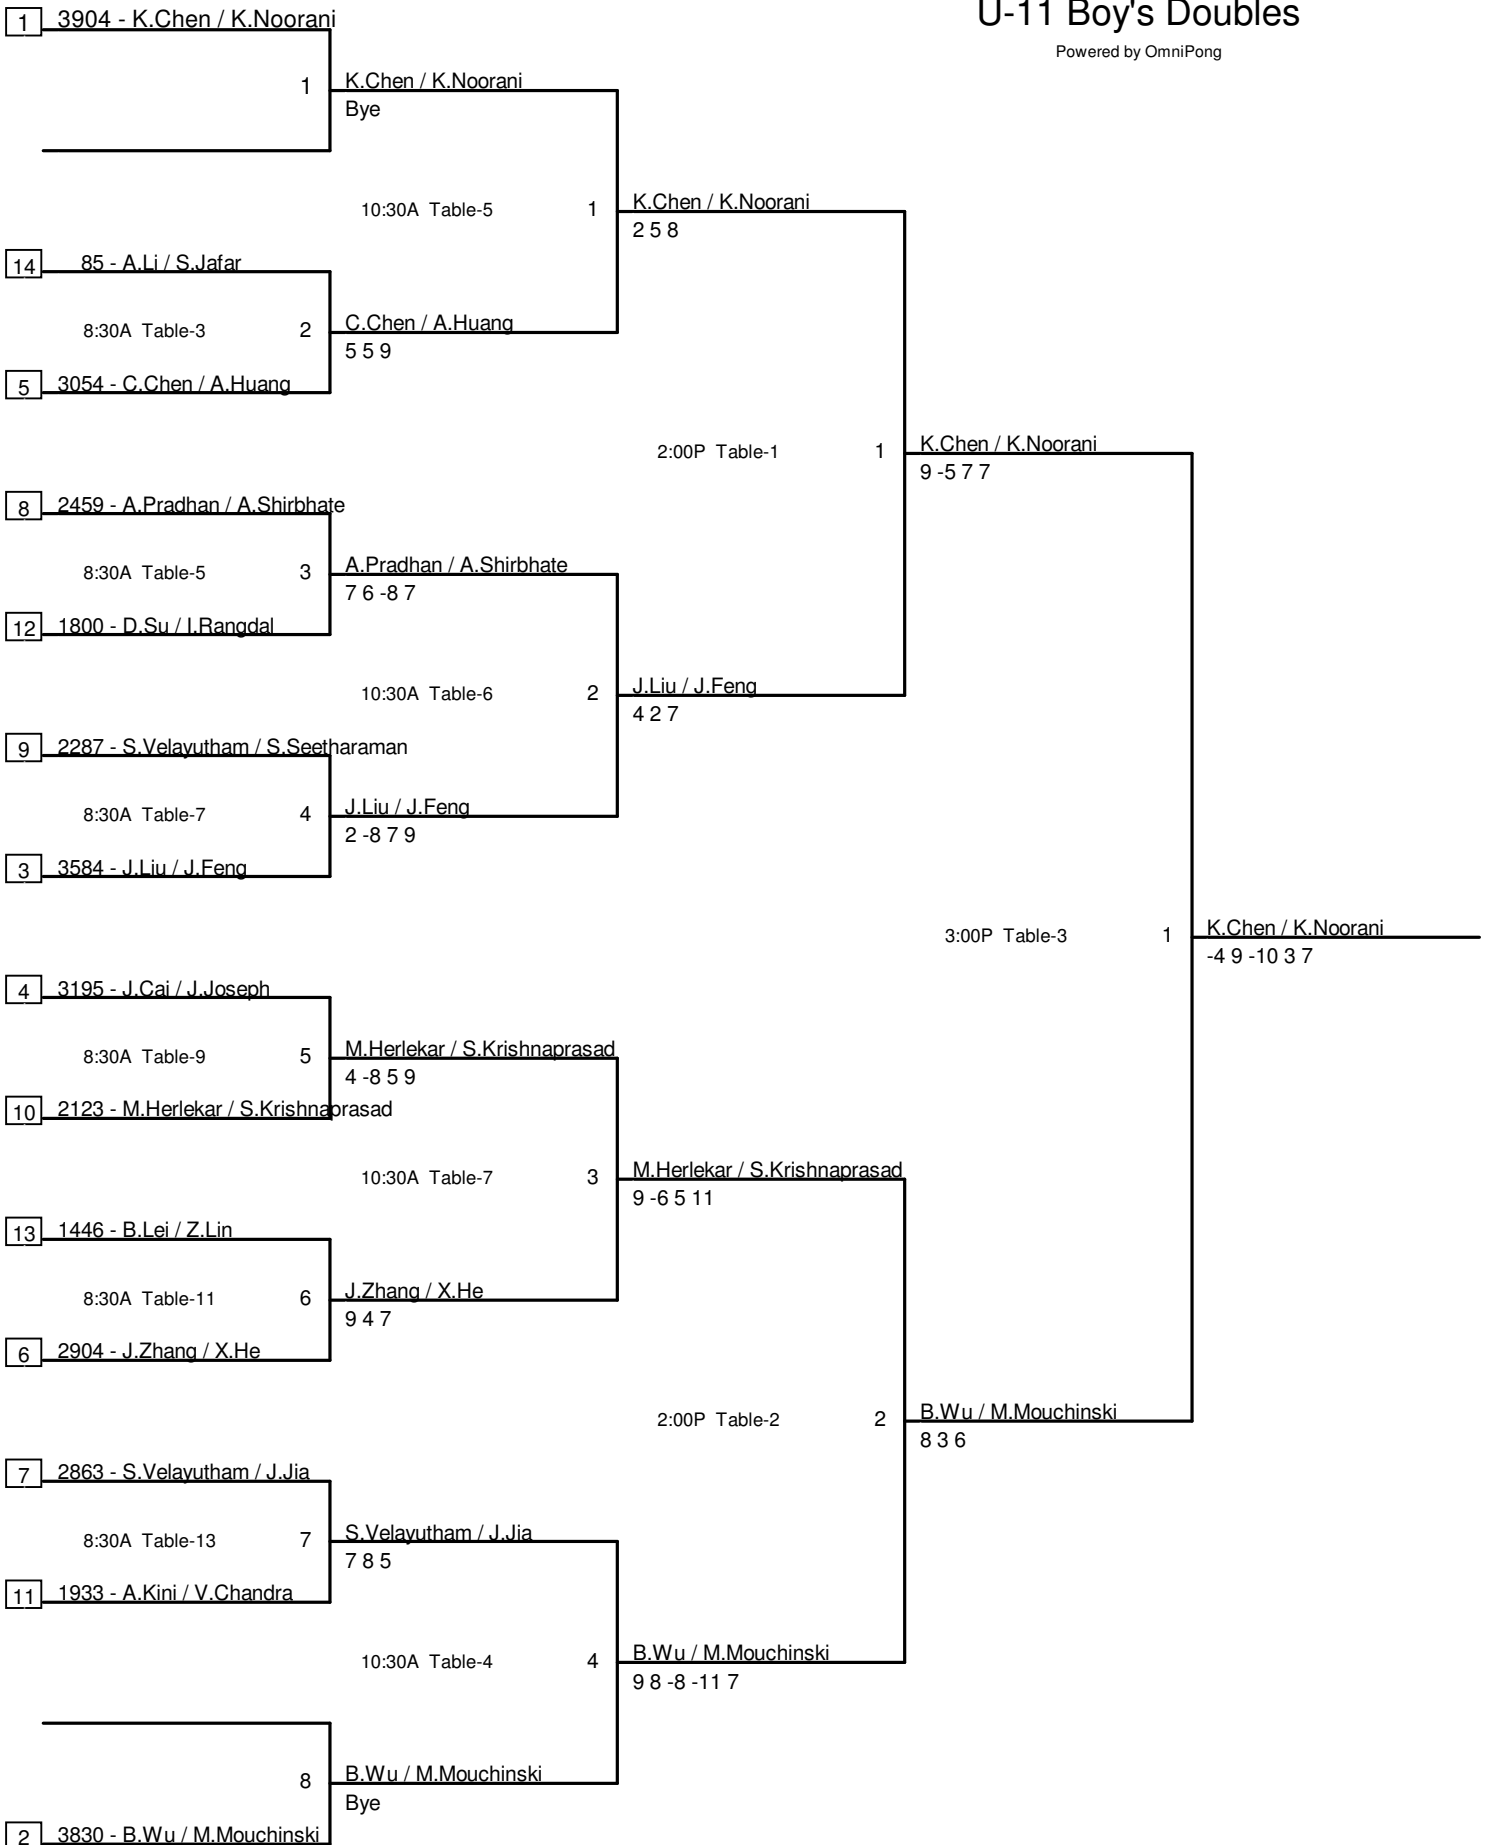 U-11 Boy's Doubles
Powered by OmniPong
1 3904 - K.Chen / K.Noorani
1 K.Chen / K.Noorani
Bye
10:30A Table-5 1 K.Chen / K.Noorani
2 5 8
14 85 - A.Li / S.Jafar
8:30A Table-3 2 C.Chen / A.Huang
5 5 9
5 3054 - C.Chen / A.Huang
2:00P Table-1 1 K.Chen / K.Noorani
9 -5 7 7
8 2459 - A.Pradhan / A.Shirbhate
8:30A Table-5 3 A.Pradhan / A.Shirbhate
7 6 -8 7
12 1800 - D.Su / I.Rangdal
10:30A Table-6 2 J.Liu / J.Feng
4 2 7
9 2287 - S.Velayutham / S.Seetharaman
8:30A Table-7 4 J.Liu / J.Feng
2 -8 7 9
3 3584 - J.Liu / J.Feng
3:00P Table-3 1 K.Chen / K.Noorani
-4 9 -10 3 7
4 3195 - J.Cai / J.Joseph
8:30A Table-9 5 M.Herlekar / S.Krishnaprasad
4 -8 5 9
10 2123 - M.Herlekar / S.Krishnaprasad
10:30A Table-7 3 M.Herlekar / S.Krishnaprasad
9 -6 5 11
13 1446 - B.Lei / Z.Lin
8:30A Table-11 6 J.Zhang / X.He
9 4 7
6 2904 - J.Zhang / X.He
2:00P Table-2 2 B.Wu / M.Mouchinski
8 3 6
7 2863 - S.Velayutham / J.Jia
8:30A Table-13 7 S.Velayutham / J.Jia
7 8 5
11 1933 - A.Kini / V.Chandra
10:30A Table-4 4 B.Wu / M.Mouchinski
9 8 -8 -11 7
8 B.Wu / M.Mouchinski
Bye
2 3830 - B.Wu / M.Mouchinski